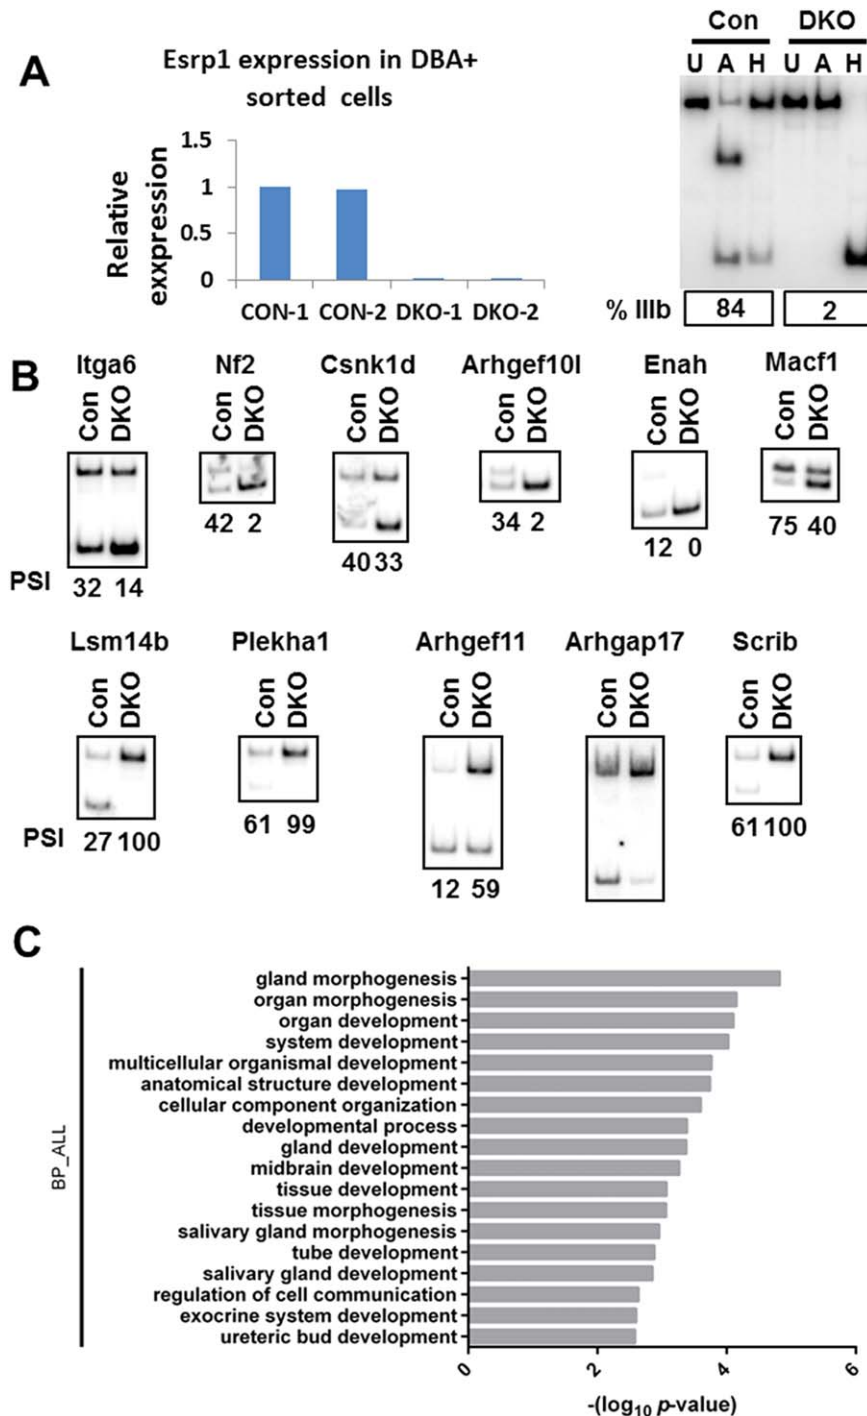 A
Esrp1 expression in DBA+
sorted cells
Relative
exxpression
1.5
1
0.5
0
CON-1 CON-2 DKO-1 DKO-2
Con DKO
U A H U A H
% IIIb 84 2
B
Itga6 Nf2 Csnk1d Arhgef10l Enah Macf1
Con DKO Con DKO Con DKO Con DKO Con DKO Con DKO
PSI 32 14 42 2 40 33 34 2 12 0 75 40
Lsm14b Plekha1 Arhgef11 Arhgap17 Scrib
Con DKO Con DKO Con DKO Con DKO Con DKO
PSI 27 100 61 99 12 59 61 100
C
BP_ALL
gland morphogenesis
organ morphogenesis
organ development
system development
multicellular organismal development
anatomical structure development
cellular component organization
developmental process
gland development
midbrain development
tissue development
tissue morphogenesis
salivary gland morphogenesis
tube development
salivary gland development
regulation of cell communication
exocrine system development
ureteric bud development
0 2 4 6
-(log10 p-value)